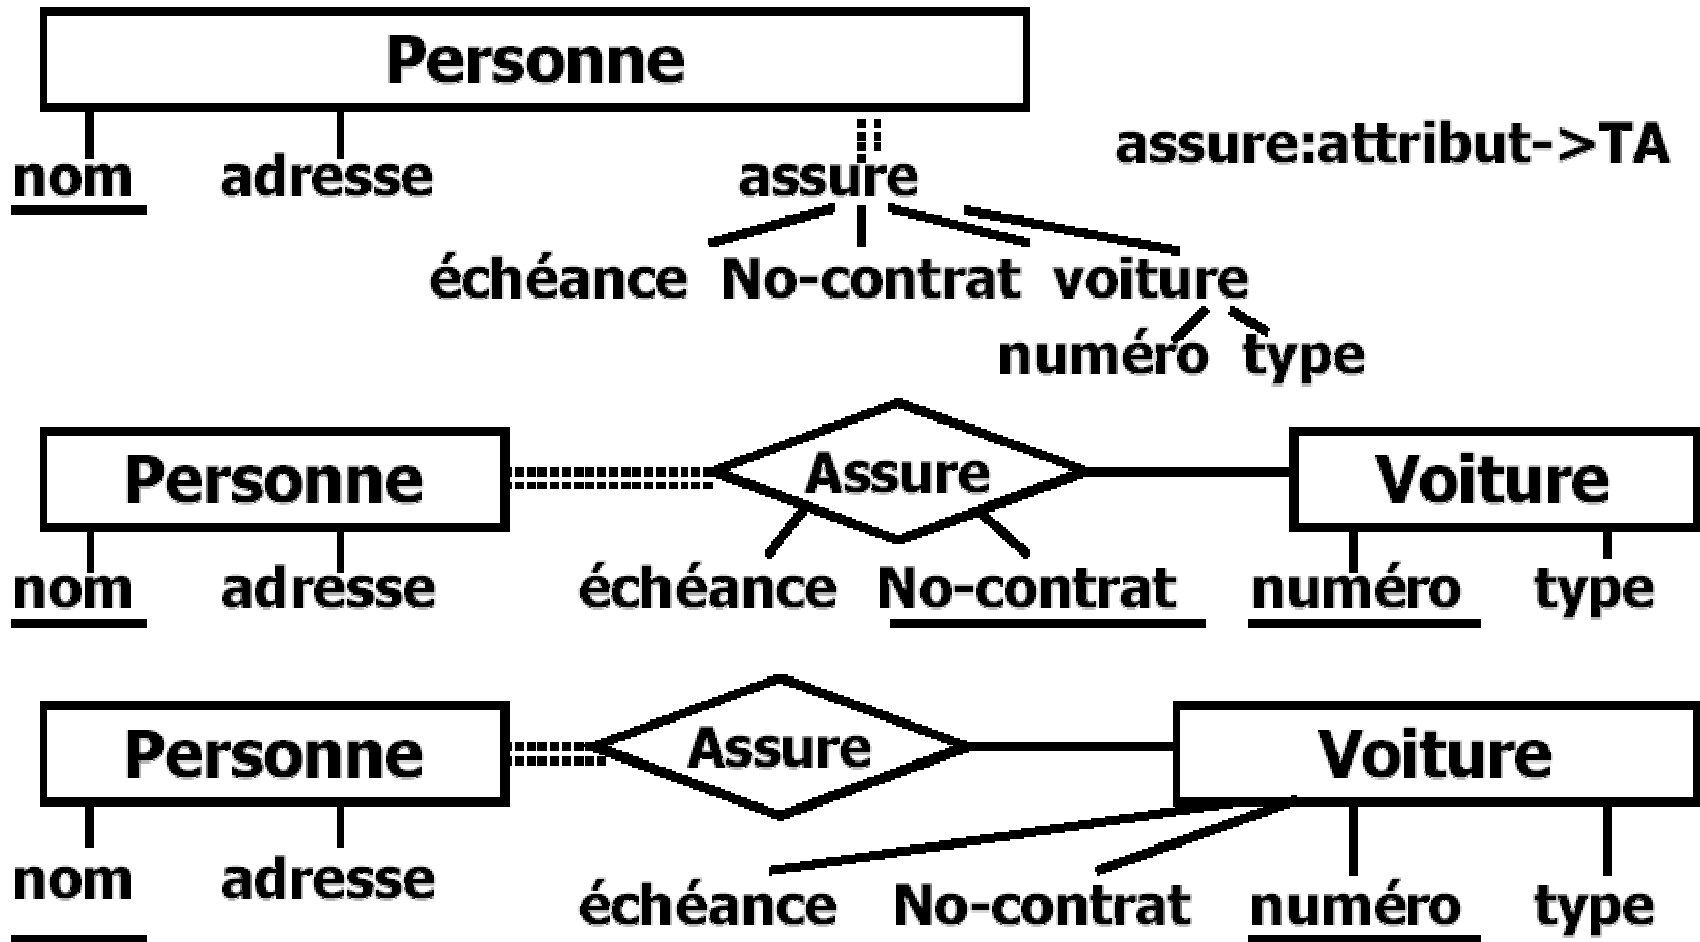 Personne
assure:attribut->TA
nom adresse assure
échéance No-contrat voiture
numéro type
Personne Assure Voiture
nom adresse échéance No-contrat numéro type
Personne Assure Voiture
nom adresse échéance No-contrat numéro type